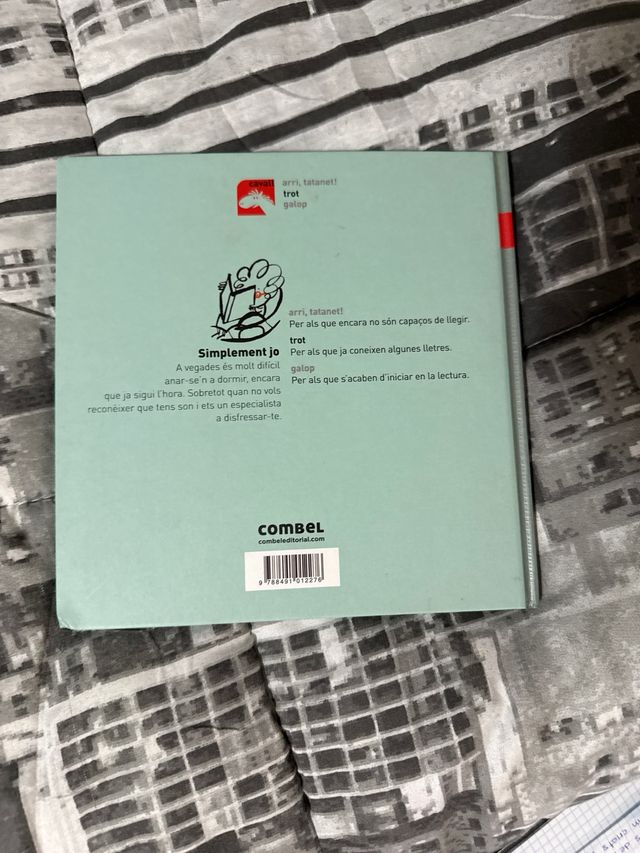 cavall
arri, tatanet!
trot
galop
Simplement jo
A vegades és molt difícil
anar-se'n a dormir, encara
que ja sigui l'hora. Sobretot quan no vols
reconèixer que tens son i ets un especialista
a disfressar-te.
arri, tatanet!
Per als que encara no són capaços de llegir.
trot
Per als que ja coneixen algunes lletres.
galop
Per als que s'acaben d'iniciar en la lectura.
COMBEL
combeleditorial.com
9 788491 012276